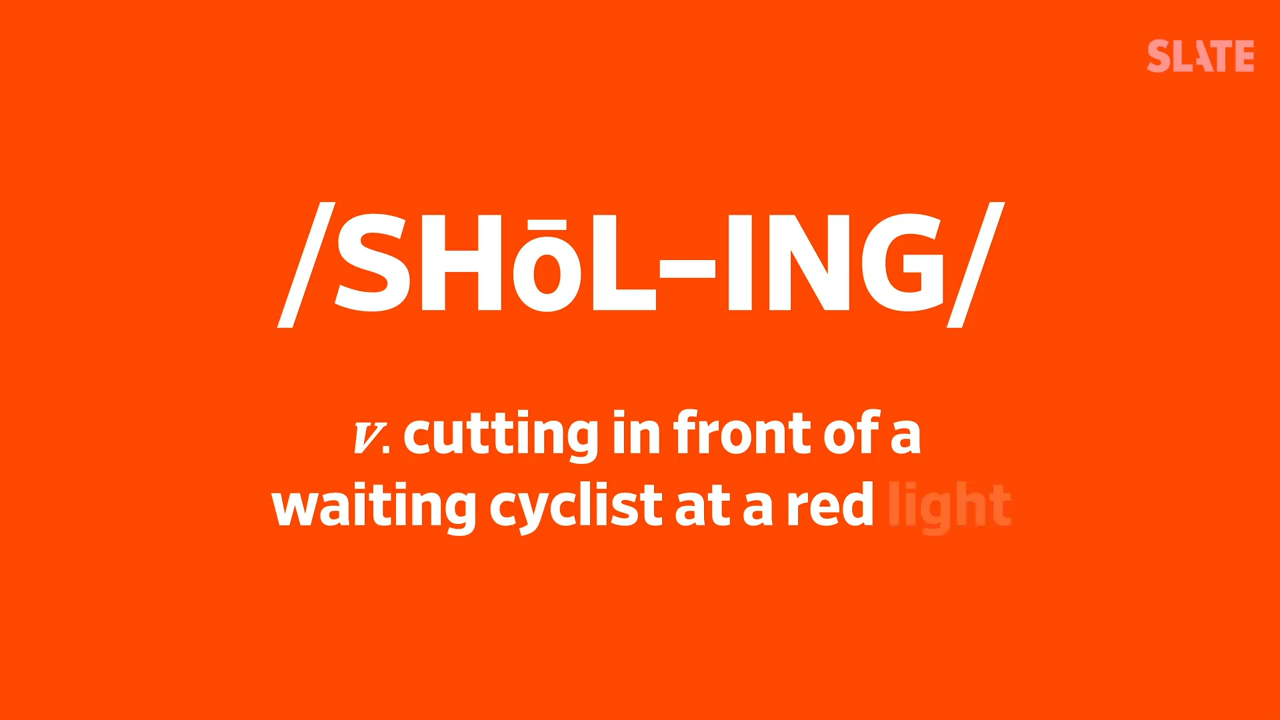 SLATE
/SHōL-ING/
v. cutting in front of a
waiting cyclist at a red light